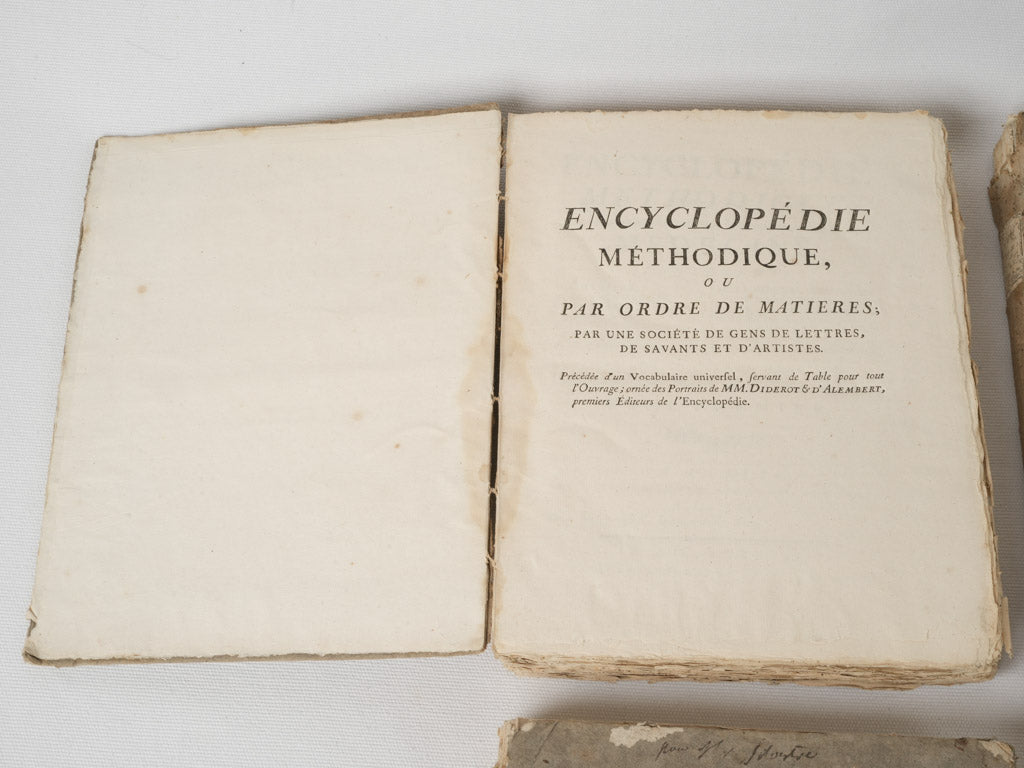 ENCYCLOPÉDIE
MÉTHODIQUE,
OU
PAR ORDRE DE MATIERES;
PAR UNE SOCIÉTÉ DE GENS DE LETTRES,
DE SAVANTS ET D'ARTISTES.
Précédée d'un Vocabulaire universel, ſervant de Table pour tout
l'Ouvrage; ornée des Portraits de MM. DIDEROT & D'ALEMBERT,
premiers Éditeurs de l'Encyclopédie.